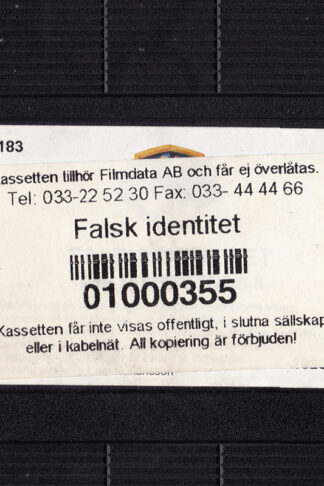 183
Kassetten tillhör Filmdata AB och får ej överlåtas.
Tel: 033-22 52 30 Fax: 033- 44 44 66
Falsk identitet
01000355
Kassetten får inte visas offentligt, i slutna sällskap
eller i kabelnät. All kopiering är förbjuden!